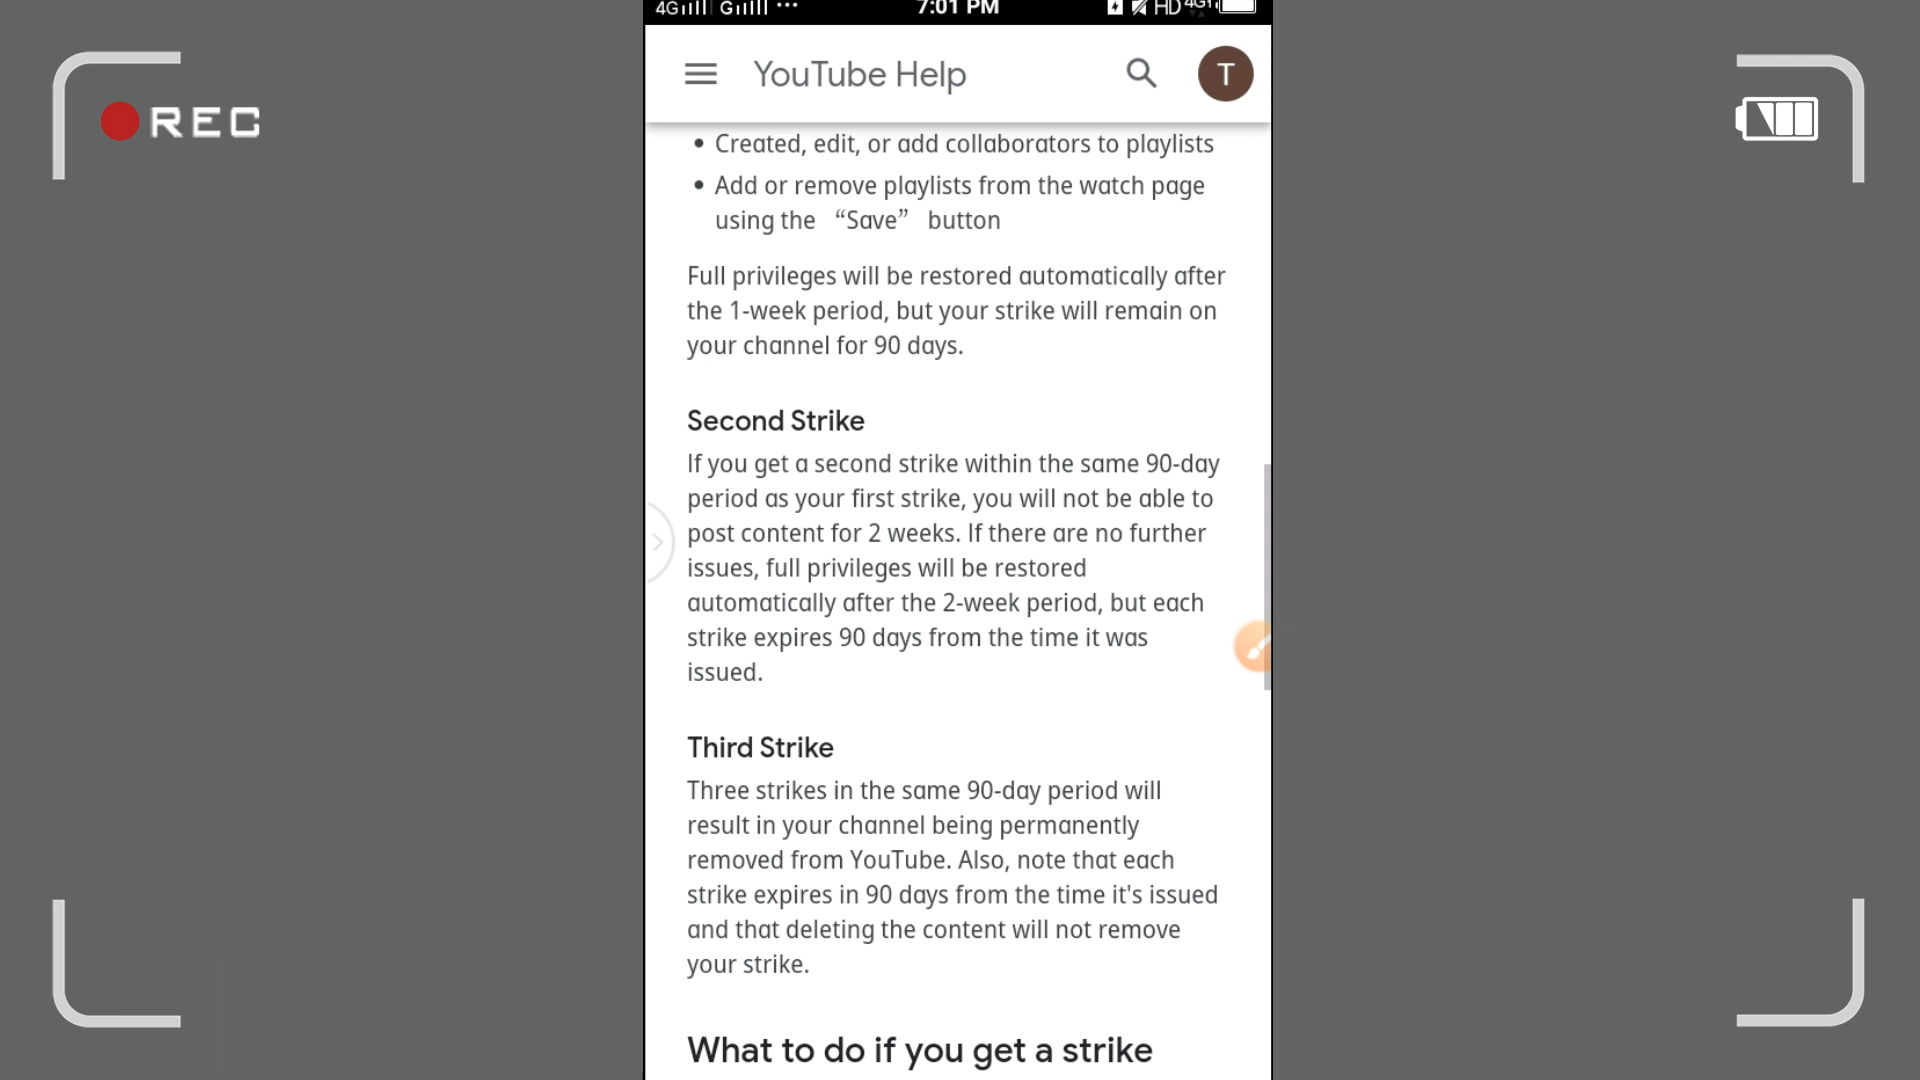 4G G ... 7:01 PM HD 4G
REC
YouTube Help T
• Created, edit, or add collaborators to playlists
• Add or remove playlists from the watch page
using the “Save” button
Full privileges will be restored automatically after
the 1-week period, but your strike will remain on
your channel for 90 days.
Second Strike
If you get a second strike within the same 90-day
period as your first strike, you will not be able to
post content for 2 weeks. If there are no further
issues, full privileges will be restored
automatically after the 2-week period, but each
strike expires 90 days from the time it was
issued.
Third Strike
Three strikes in the same 90-day period will
result in your channel being permanently
removed from YouTube. Also, note that each
strike expires in 90 days from the time it's issued
and that deleting the content will not remove
your strike.
What to do if you get a strike